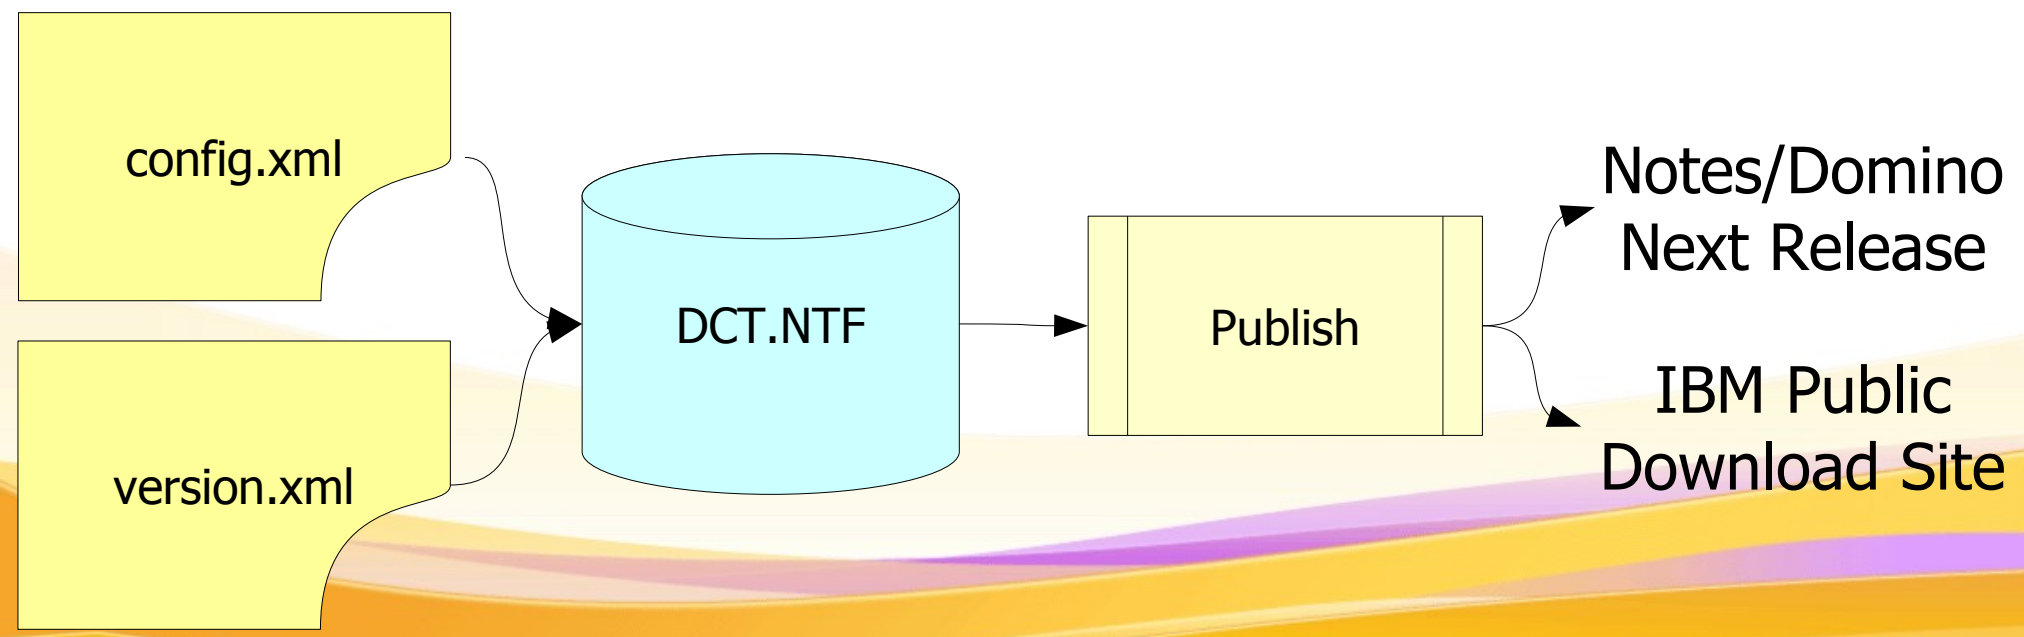 config.xml
version.xml
DCT.NTF
Publish
Notes/Domino
Next Release
IBM Public
Download Site